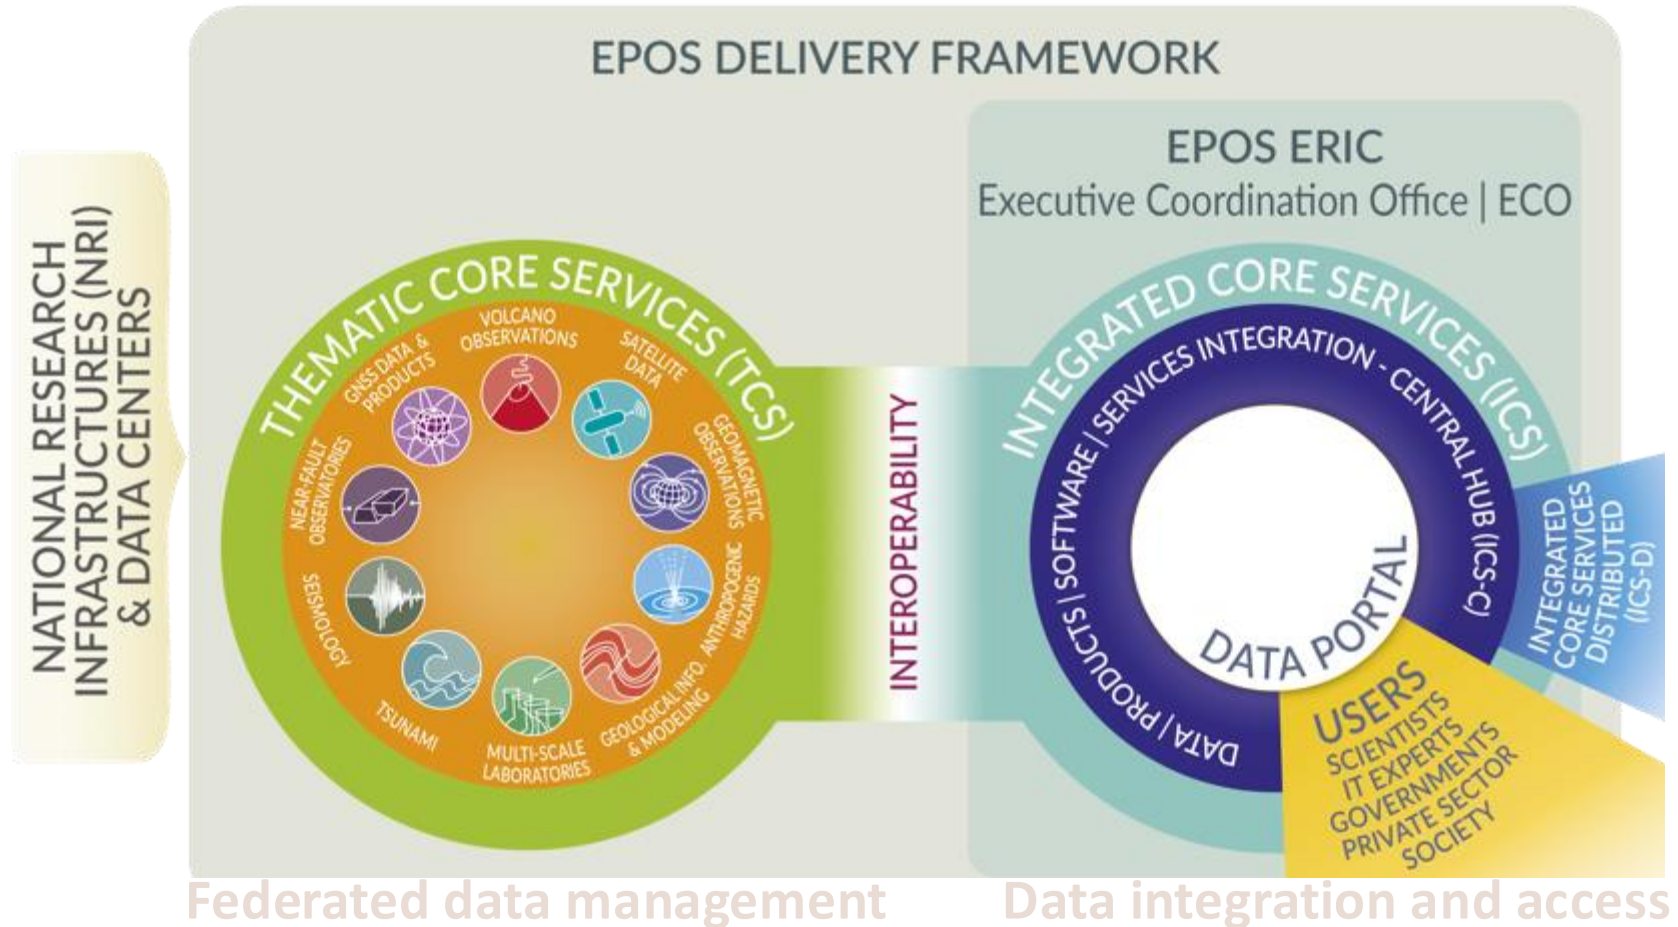 EPOS DELIVERY FRAMEWORK
EPOS ERIC
Executive Coordination Office | ECO
NATIONAL RESEARCH
INFRASTRUCTURES (NRI)
& DATA CENTERS
THEMATIC CORE SERVICES (TCS)
VOLCANO
OBSERVATIONS
SATELLITE
DATA
GEOMAGNETIC
OBSERVATIONS
ANTHROPOGENIC
HAZARDS
GEOLOGICAL INFO.
& MODELING
MULTI-SCALE
LABORATORIES
TSUNAMI
SEISMOLOGY
NEAR-FAULT
OBSERVATORIES
GNSS DATA &
PRODUCTS
INTEROPERABILITY
INTEGRATED CORE SERVICES (ICS)
DATA | PRODUCTS | SOFTWARE | SERVICES INTEGRATION - CENTRAL HUB (ICS-C)
DATA PORTAL
INTEGRATED
CORE SERVICES
DISTRIBUTED
(ICS-D)
USERS
SCIENTISTS
IT EXPERTS
GOVERNMENTS
PRIVATE SECTOR
SOCIETY
Federated data management
Data integration and access